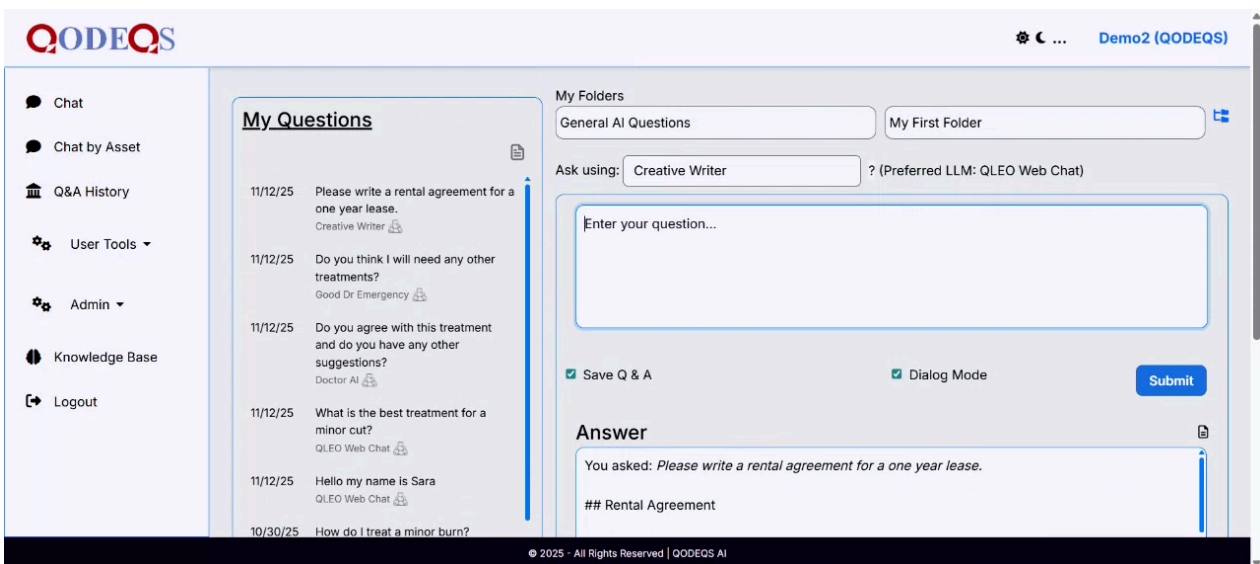 QODEQS
...
Demo2 (QODEQS)
Chat
Chat by Asset
Q&A History
User Tools
Admin
Knowledge Base
Logout
My Questions
11/12/25 Please write a rental agreement for a
one year lease.
Creative Writer
11/12/25 Do you think I will need any other
treatments?
Good Dr Emergency
11/12/25 Do you agree with this treatment
and do you have any other
suggestions?
Doctor AI
11/12/25 What is the best treatment for a
minor cut?
QLEO Web Chat
11/12/25 Hello my name is Sara
QLEO Web Chat
10/30/25 How do I treat a minor burn?
My Folders
General AI Questions
My First Folder
Ask using: Creative Writer ? (Preferred LLM: QLEO Web Chat)
Enter your question...
Save Q & A
Dialog Mode
Submit
Answer
You asked: Please write a rental agreement for a one year lease.
## Rental Agreement
© 2025 - All Rights Reserved | QODEQS AI